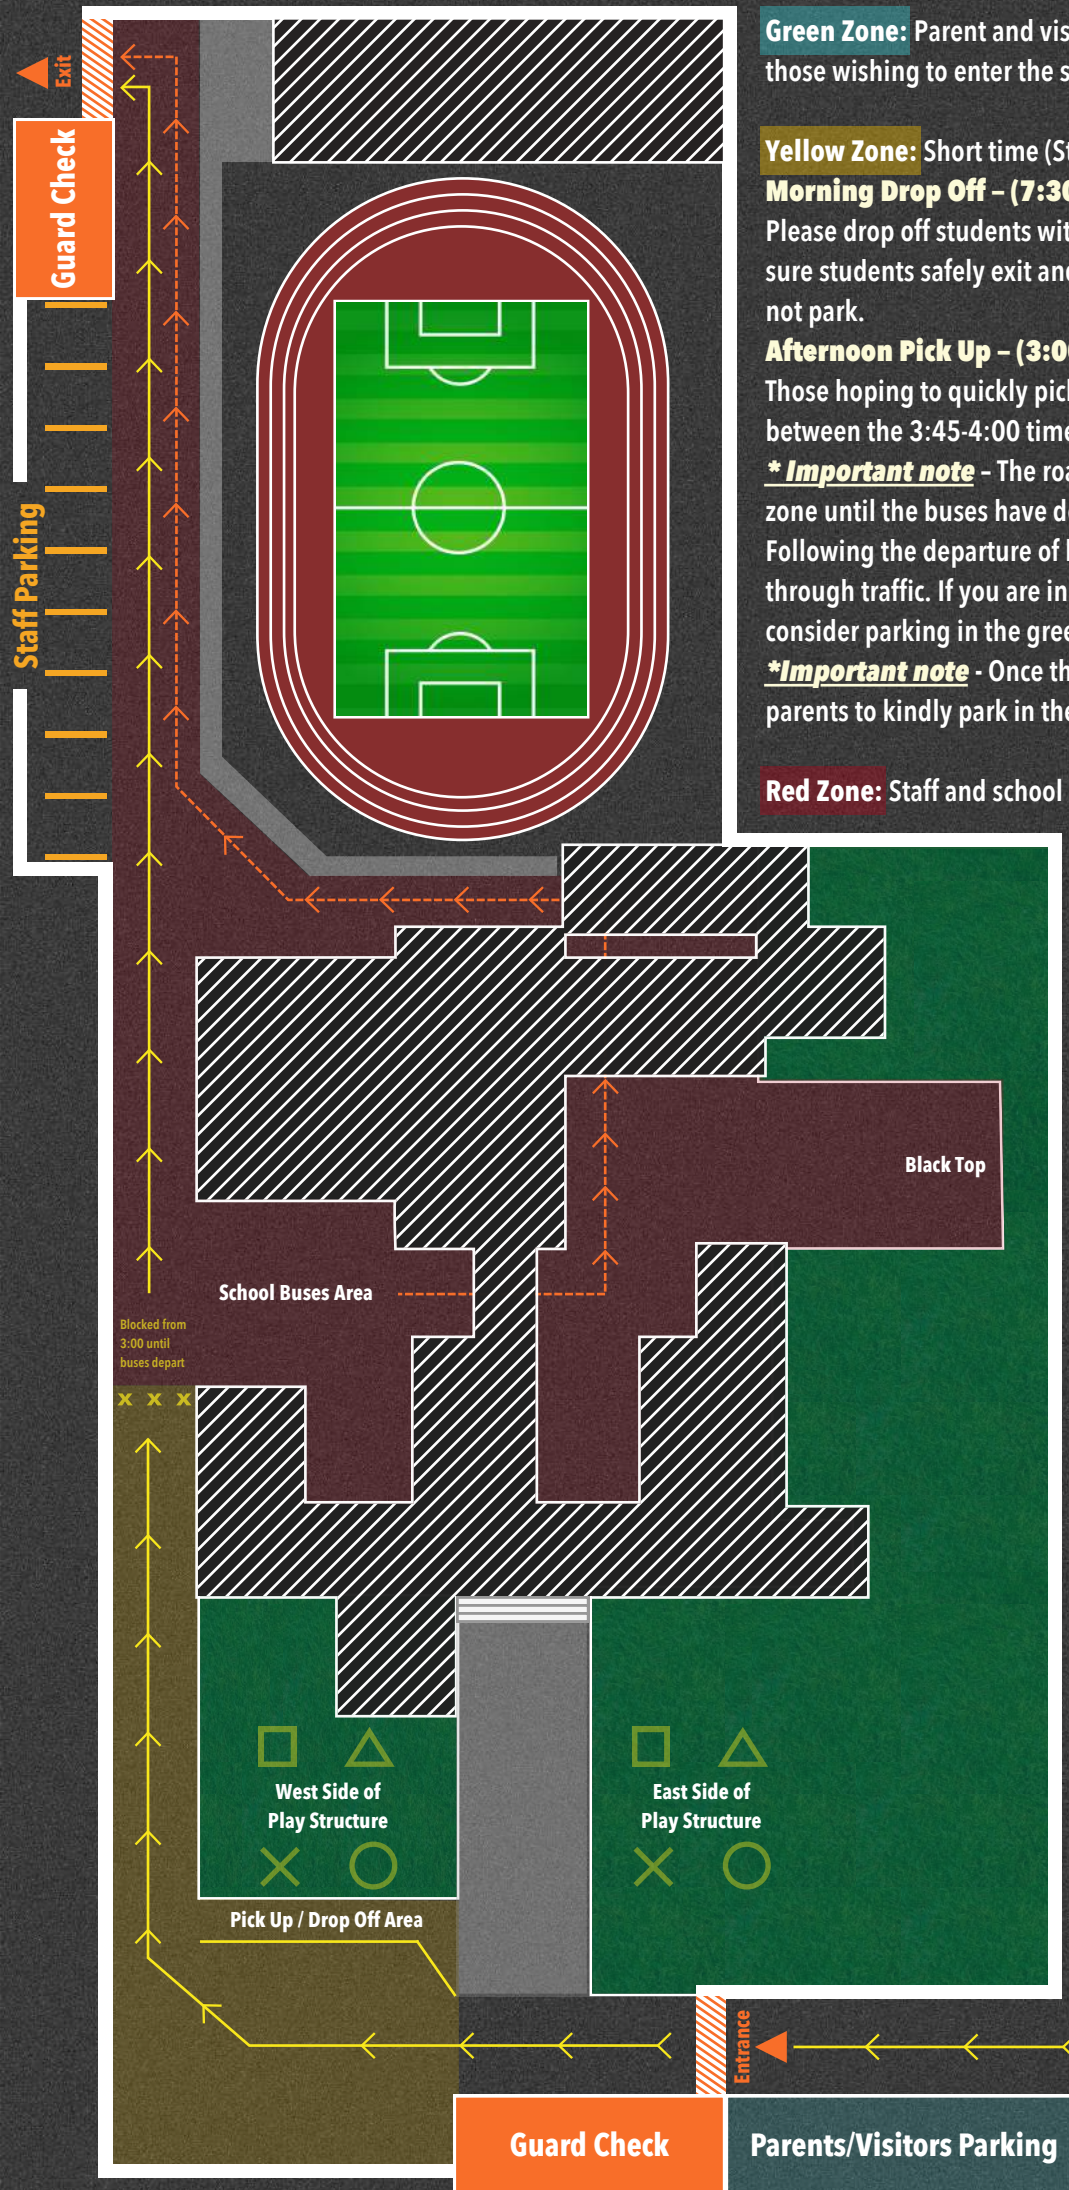 Green Zone: Parent and vis
those wishing to enter the s
Yellow Zone: Short time (St
Morning Drop Off – (7:30
Please drop off students wit
sure students safely exit and
not park.
Afternoon Pick Up – (3:00
Those hoping to quickly pick
between the 3:45-4:00 time
* Important note – The roa
zone until the buses have de
Following the departure of
through traffic. If you are in
consider parking in the gree
*Important note - Once th
parents to kindly park in the
Red Zone: Staff and school
Exit
Guard Check
Staff Parking
Black Top
School Buses Area
Blocked from
3:00 until
buses depart
x x x
West Side of
Play Structure
East Side of
Play Structure
Pick Up / Drop Off Area
Entrance
Guard Check
Parents/Visitors Parking